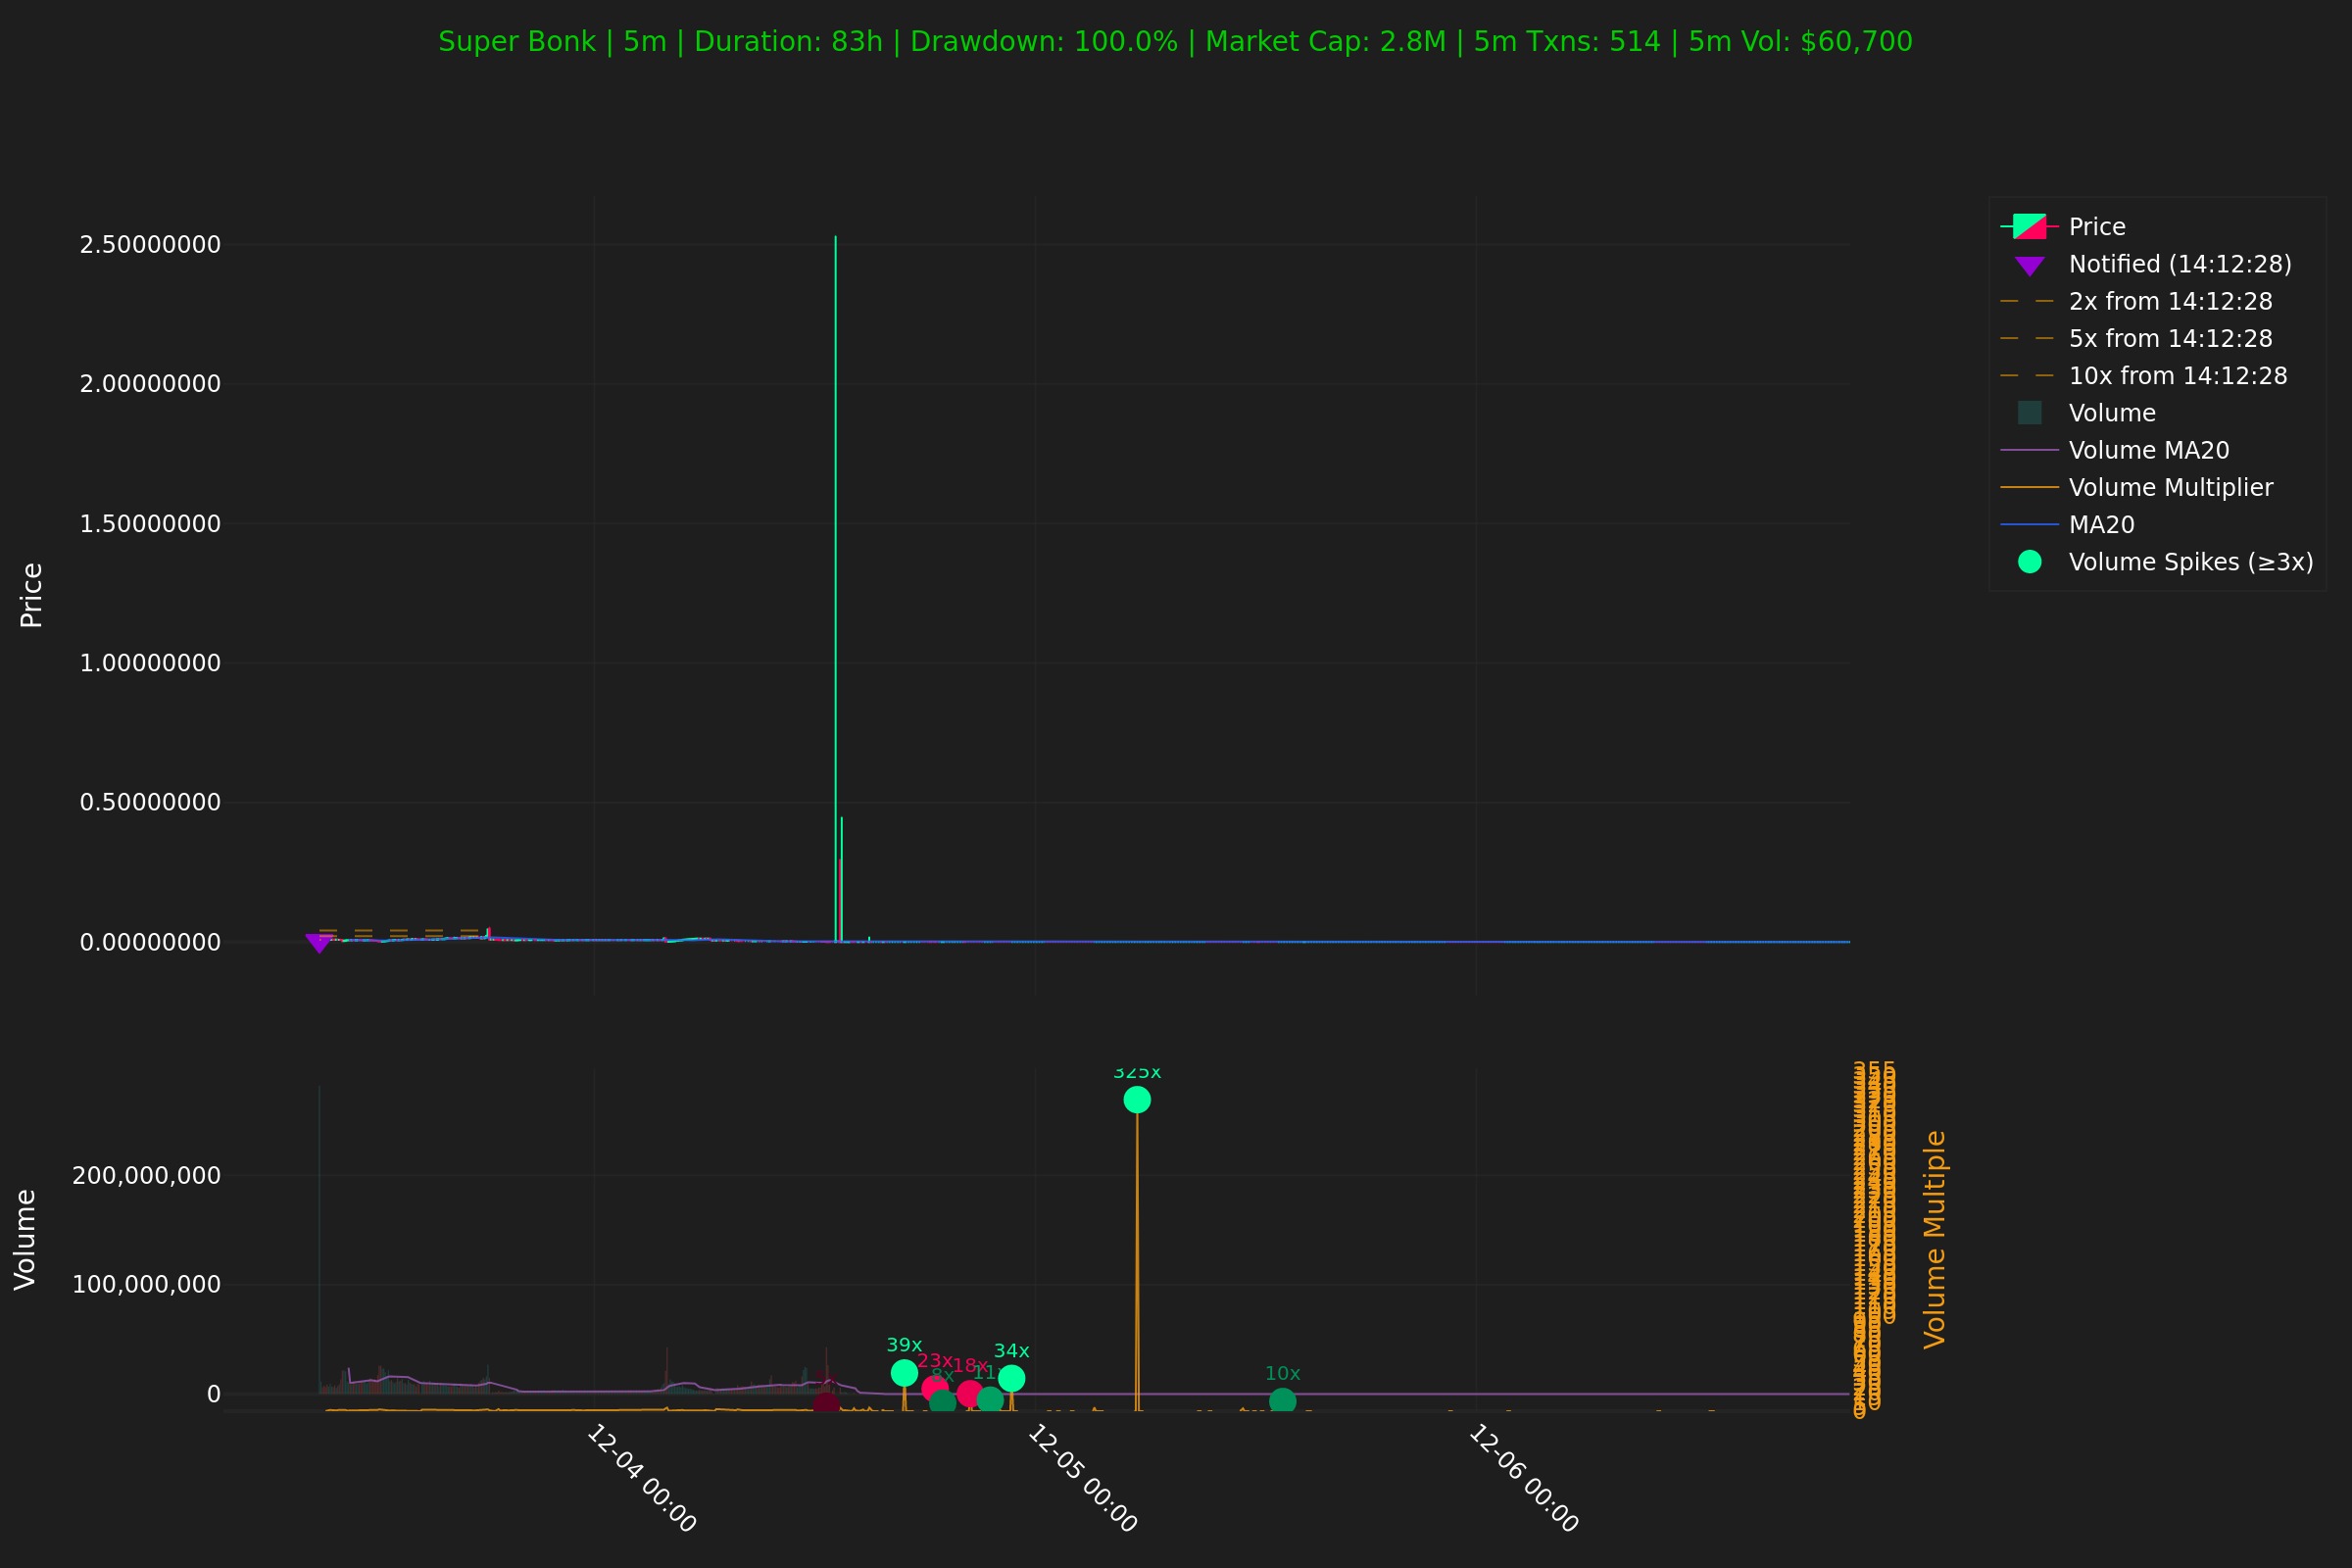 Super Bonk | 5m | Duration: 83h | Drawdown: 100.0% | Market Cap: 2.8M | 5m Txns: 514 | 5m Vol: $60,700
Price
2.50000000
2.00000000
1.50000000
1.00000000
0.50000000
0.00000000
Price
Notified (14:12:28)
2x from 14:12:28
5x from 14:12:28
10x from 14:12:28
Volume
Volume MA20
Volume Multiplier
MA20
Volume Spikes (≥3x)
Volume
200,000,000
100,000,000
0
325x
39x
23x
8x
18x
11x
34x
10x
Volume Multiple
12-04 00:00
12-05 00:00
12-06 00:00